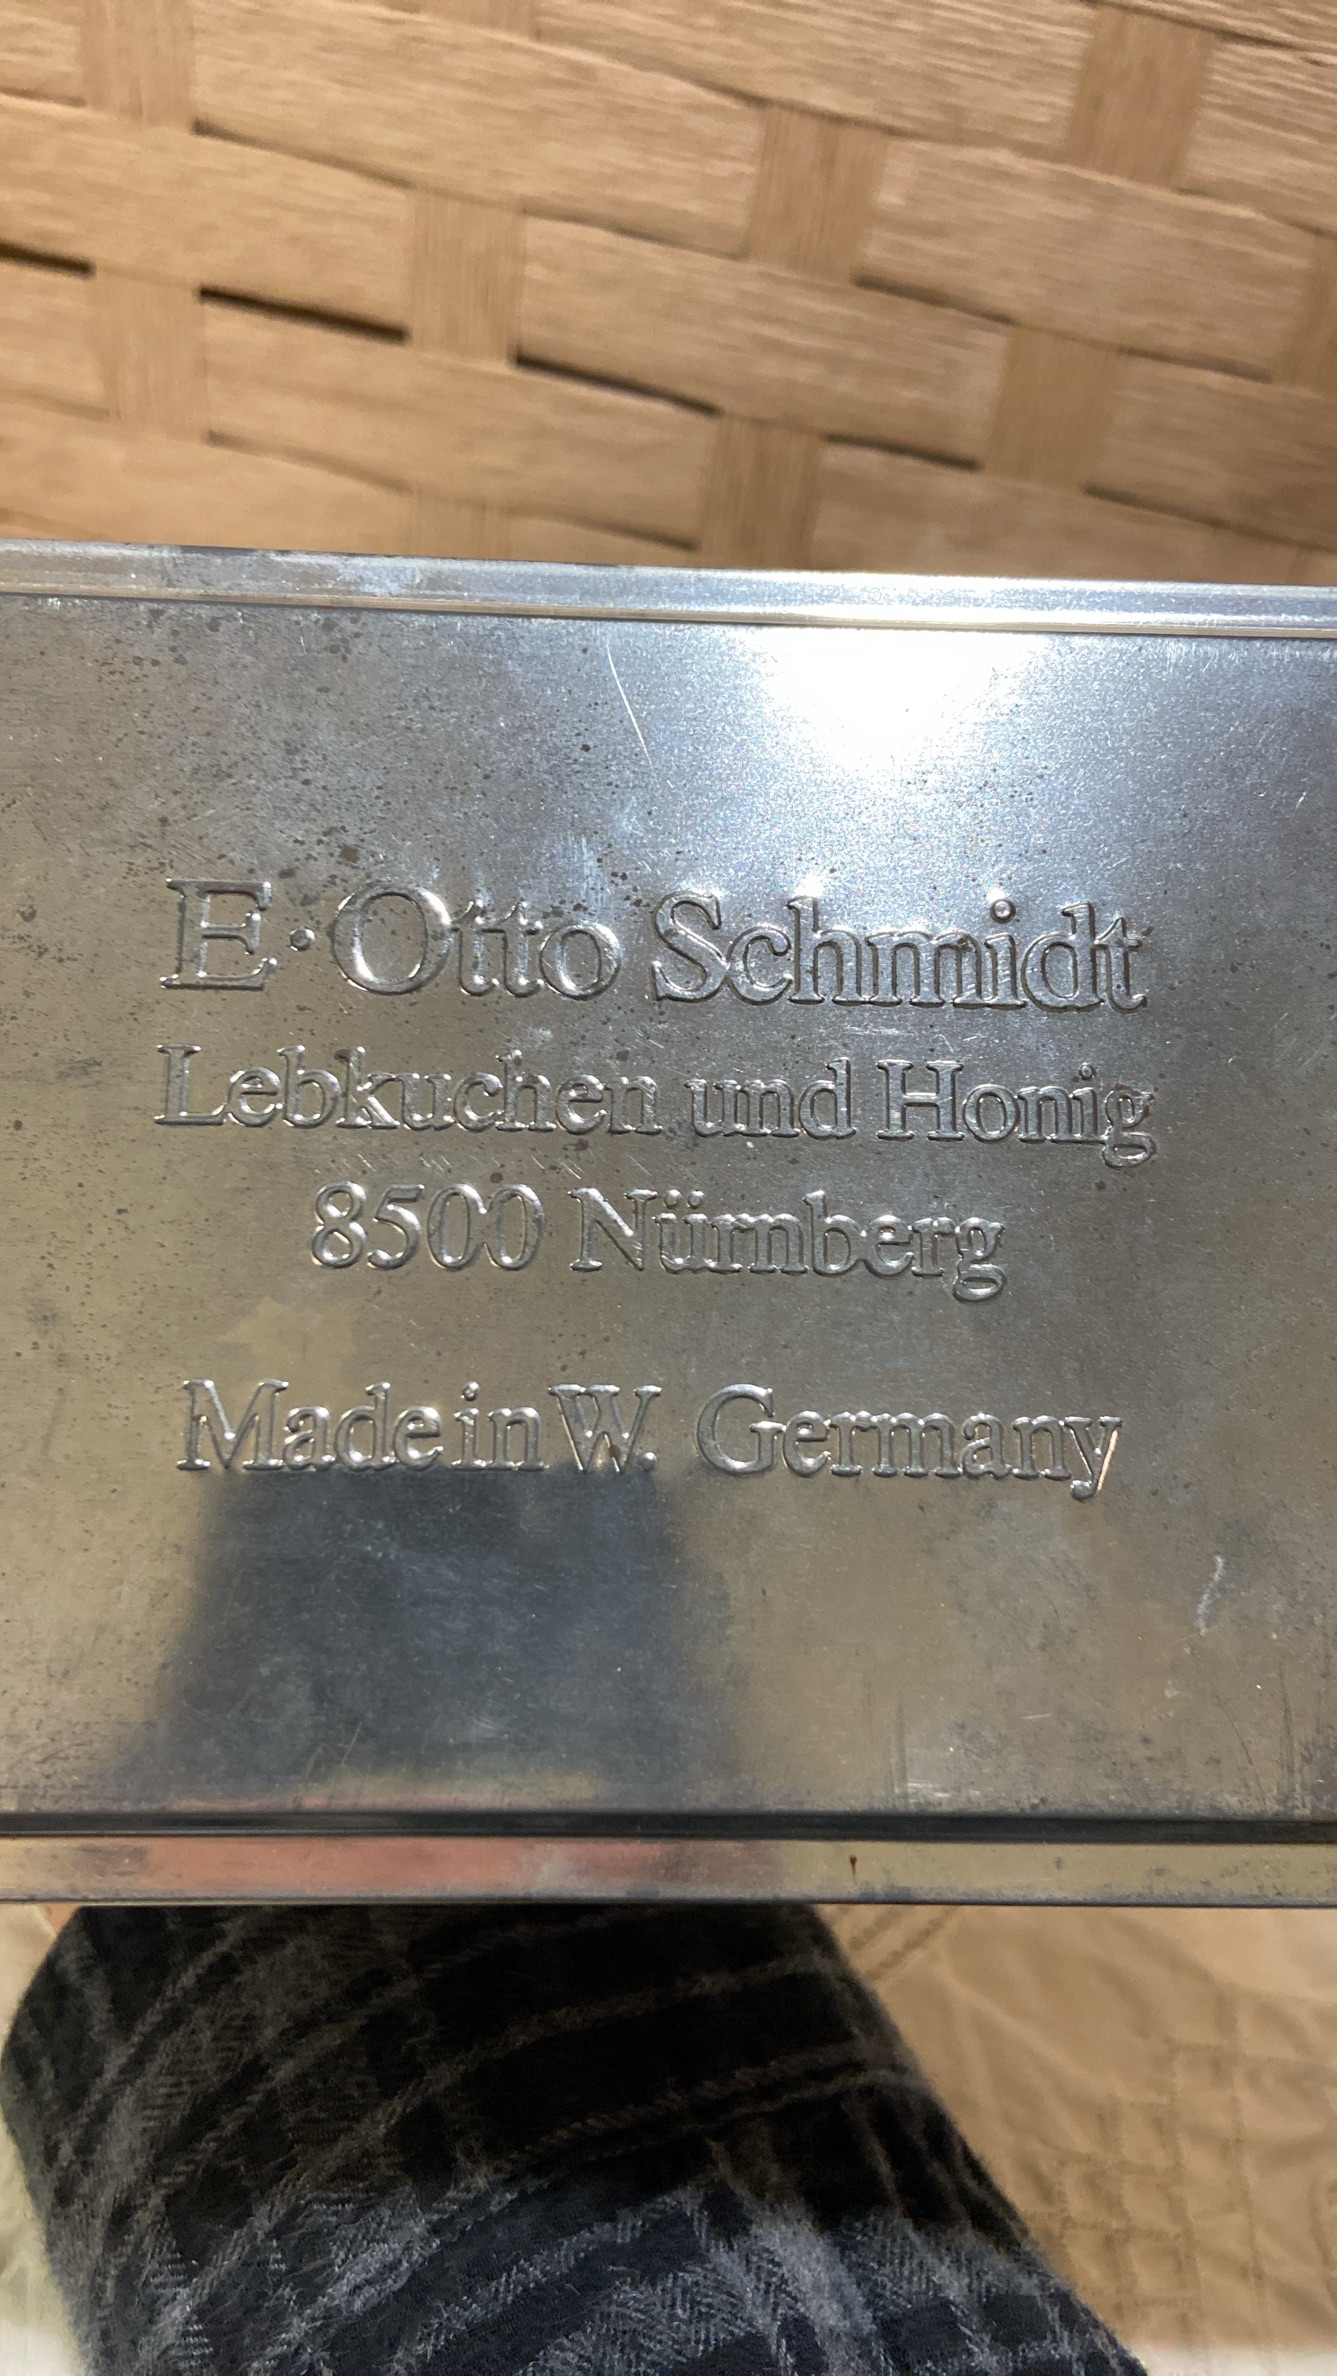 E·Otto Schmidt
Lebkuchen und Honig
8500 Nürnberg
Made in W. Germany